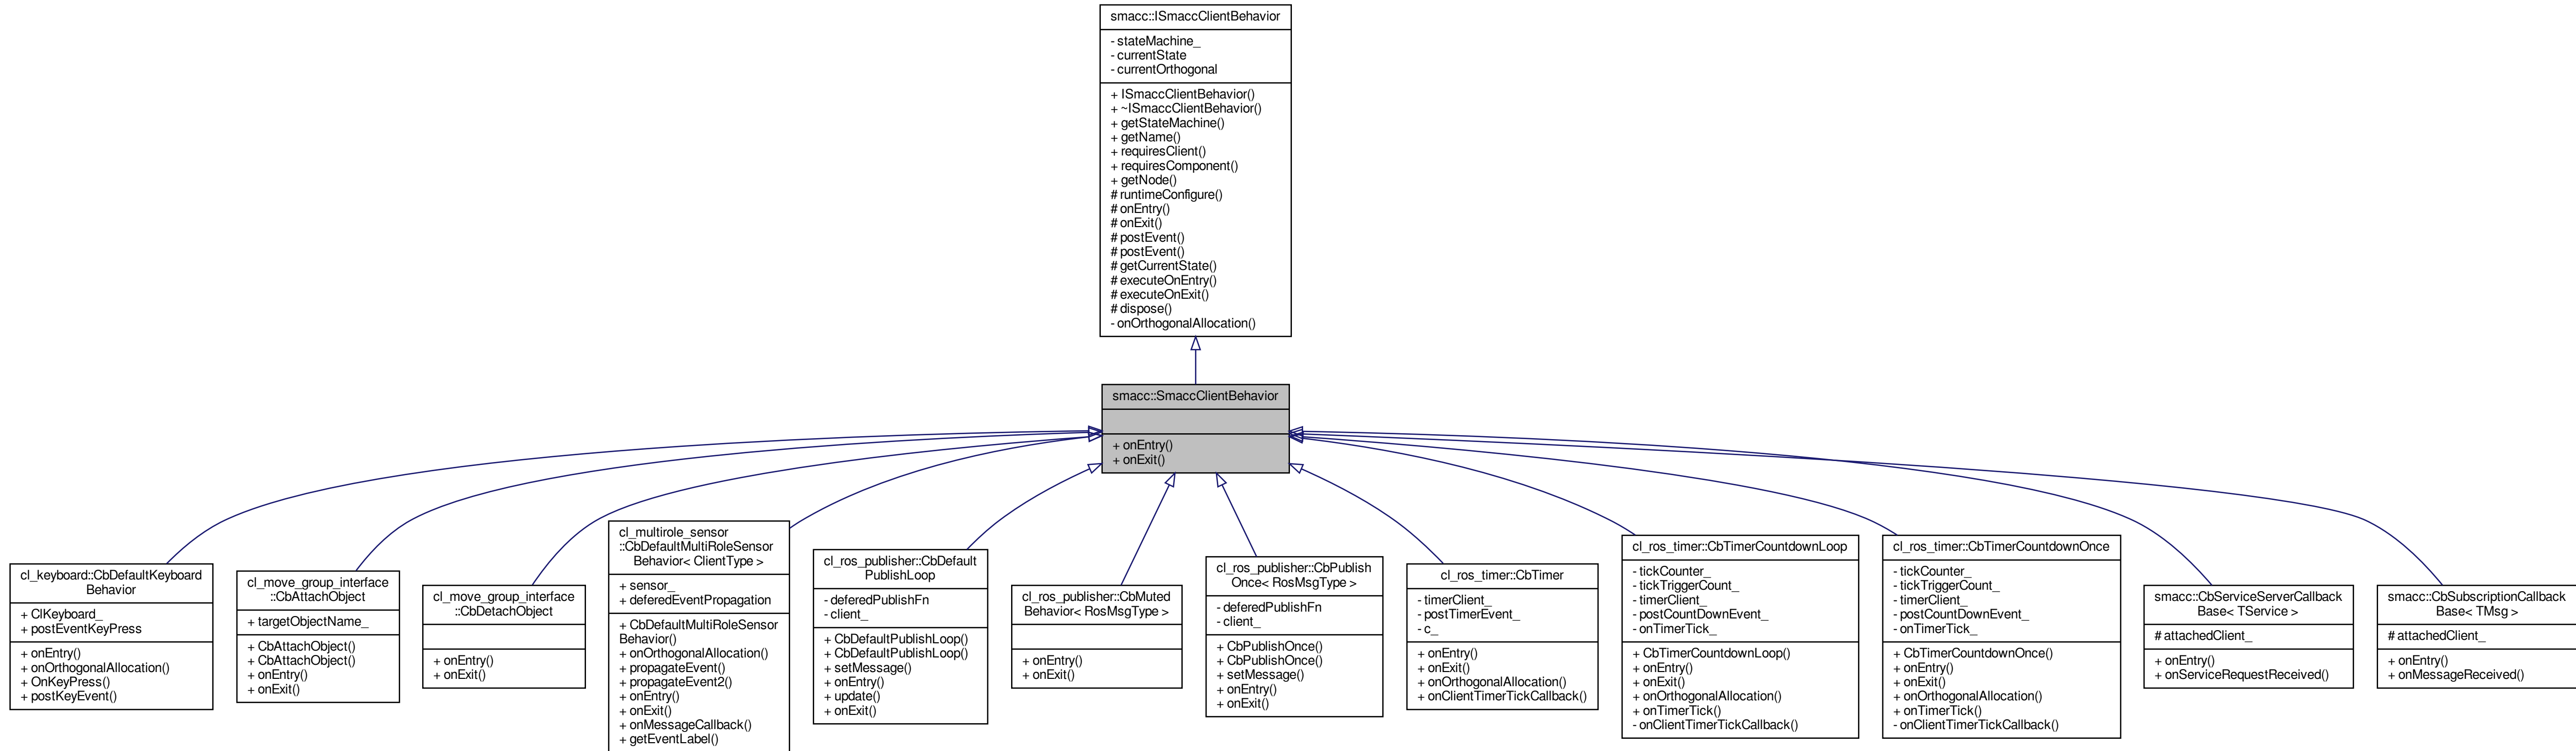 smacc::ISmaccClientBehavior
- stateMachine_
- currentState
- currentOrthogonal
+ ISmaccClientBehavior()
+ ~ISmaccClientBehavior()
+ getStateMachine()
+ getName()
+ requiresClient()
+ requiresComponent()
+ getNode()
# runtimeConfigure()
# onEntry()
# onExit()
# postEvent()
# postEvent()
# getCurrentState()
# executeOnEntry()
# executeOnExit()
# dispose()
- onOrthogonalAllocation()
smacc::SmaccClientBehavior
+ onEntry()
+ onExit()
cl_keyboard::CbDefaultKeyboard
Behavior
+ ClKeyboard_
+ postEventKeyPress
+ onEntry()
+ onOrthogonalAllocation()
+ OnKeyPress()
+ postKeyEvent()
cl_move_group_interface
::CbAttachObject
+ targetObjectName_
+ CbAttachObject()
+ CbAttachObject()
+ onEntry()
+ onExit()
cl_move_group_interface
::CbDetachObject
+ onEntry()
+ onExit()
cl_multirole_sensor
::CbDefaultMultiRoleSensor
Behavior< ClientType >
+ sensor_
+ deferedEventPropagation
+ CbDefaultMultiRoleSensor
Behavior()
+ onOrthogonalAllocation()
+ propagateEvent()
+ propagateEvent2()
+ onEntry()
+ onExit()
+ onMessageCallback()
+ getEventLabel()
cl_ros_publisher::CbDefault
PublishLoop
- deferedPublishFn
- client_
+ CbDefaultPublishLoop()
+ CbDefaultPublishLoop()
+ setMessage()
+ onEntry()
+ update()
+ onExit()
cl_ros_publisher::CbMuted
Behavior< RosMsgType >
+ onEntry()
+ onExit()
cl_ros_publisher::CbPublish
Once< RosMsgType >
- deferedPublishFn
- client_
+ CbPublishOnce()
+ CbPublishOnce()
+ setMessage()
+ onEntry()
+ onExit()
cl_ros_timer::CbTimer
- timerClient_
- postTimerEvent_
- c_
+ onEntry()
+ onExit()
+ onOrthogonalAllocation()
+ onClientTimerTickCallback()
cl_ros_timer::CbTimerCountdownLoop
- tickCounter_
- tickTriggerCount_
- timerClient_
- postCountDownEvent_
- onTimerTick_
+ CbTimerCountdownLoop()
+ onEntry()
+ onExit()
+ onOrthogonalAllocation()
+ onTimerTick()
- onClientTimerTickCallback()
cl_ros_timer::CbTimerCountdownOnce
- tickCounter_
- tickTriggerCount_
- timerClient_
- postCountDownEvent_
- onTimerTick_
+ CbTimerCountdownOnce()
+ onEntry()
+ onExit()
+ onOrthogonalAllocation()
+ onTimerTick()
- onClientTimerTickCallback()
smacc::CbServiceServerCallback
Base< TService >
# attachedClient_
+ onEntry()
+ onServiceRequestReceived()
smacc::CbSubscriptionCallback
Base< TMsg >
# attachedClient_
+ onEntry()
+ onMessageReceived()